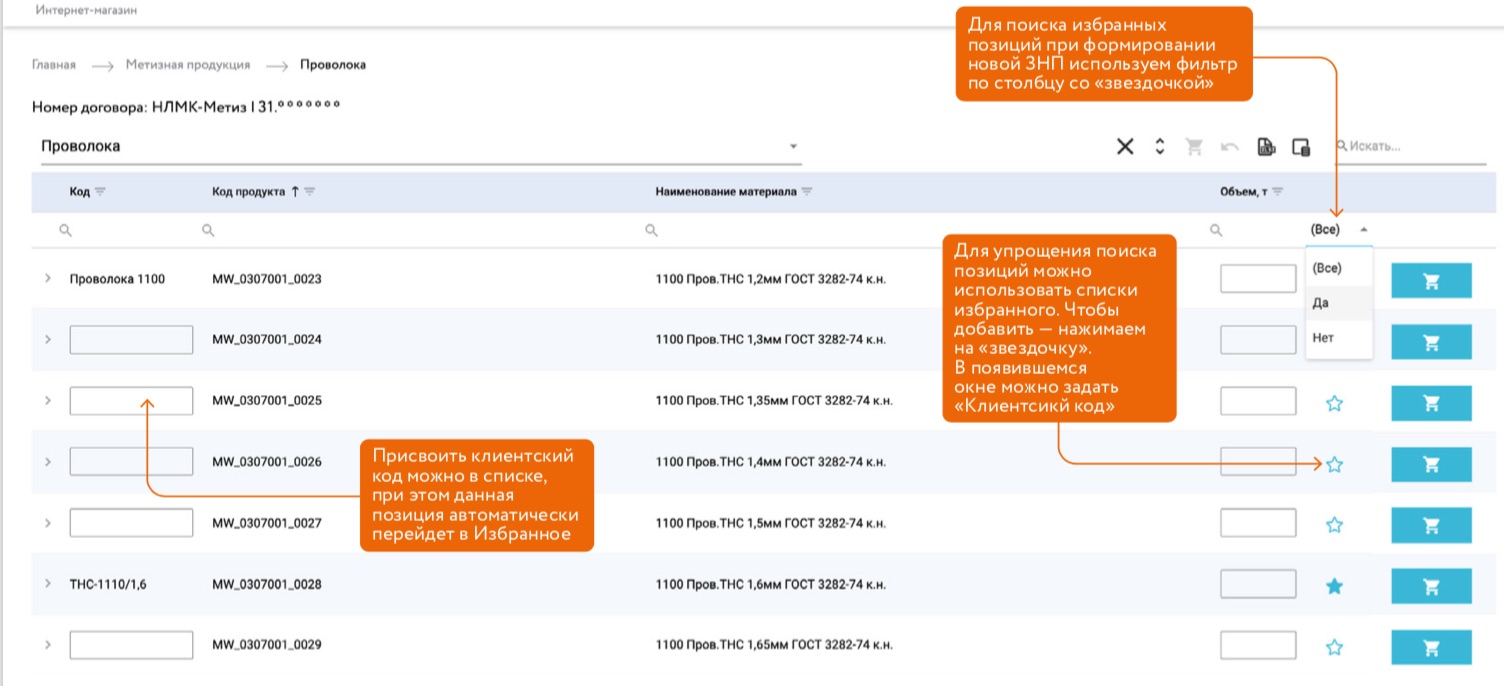 Интернет-магазин
Для поиска избранных
позиций при формировании
новой ЗНП используем фильтр
по столбцу со «звездочкой»
Главная → Метизная продукция → Проволока
Номер договора: НЛМК-Метиз I 31.°°°°°°°
Проволока
Искать...
Код Код продукта ↑ Наименование материала Объем, т
(Все)
(Все)
Да
Нет
Для упрощения поиска
позиций можно
использовать списки
избранного. Чтобы
добавить — нажимаем
на «звездочку».
В появившемся
окне можно задать
«Клиентсикй код»
Проволока 1100 MW_0307001_0023 1100 Пров.ТНС 1,2мм ГОСТ 3282-74 к.н.
MW_0307001_0024 1100 Пров.ТНС 1,3мм ГОСТ 3282-74 к.н.
MW_0307001_0025 1100 Пров.ТНС 1,35мм ГОСТ 3282-74 к.н.
MW_0307001_0026 1100 Пров.ТНС 1,4мм ГОСТ 3282-74 к.н.
Присвоить клиентский
код можно в списке,
при этом данная
позиция автоматически
перейдет в Избранное
MW_0307001_0027 1100 Пров.ТНС 1,5мм ГОСТ 3282-74 к.н.
ТНС-1110/1,6 MW_0307001_0028 1100 Пров.ТНС 1,6мм ГОСТ 3282-74 к.н.
MW_0307001_0029 1100 Пров.ТНС 1,65мм ГОСТ 3282-74 к.н.